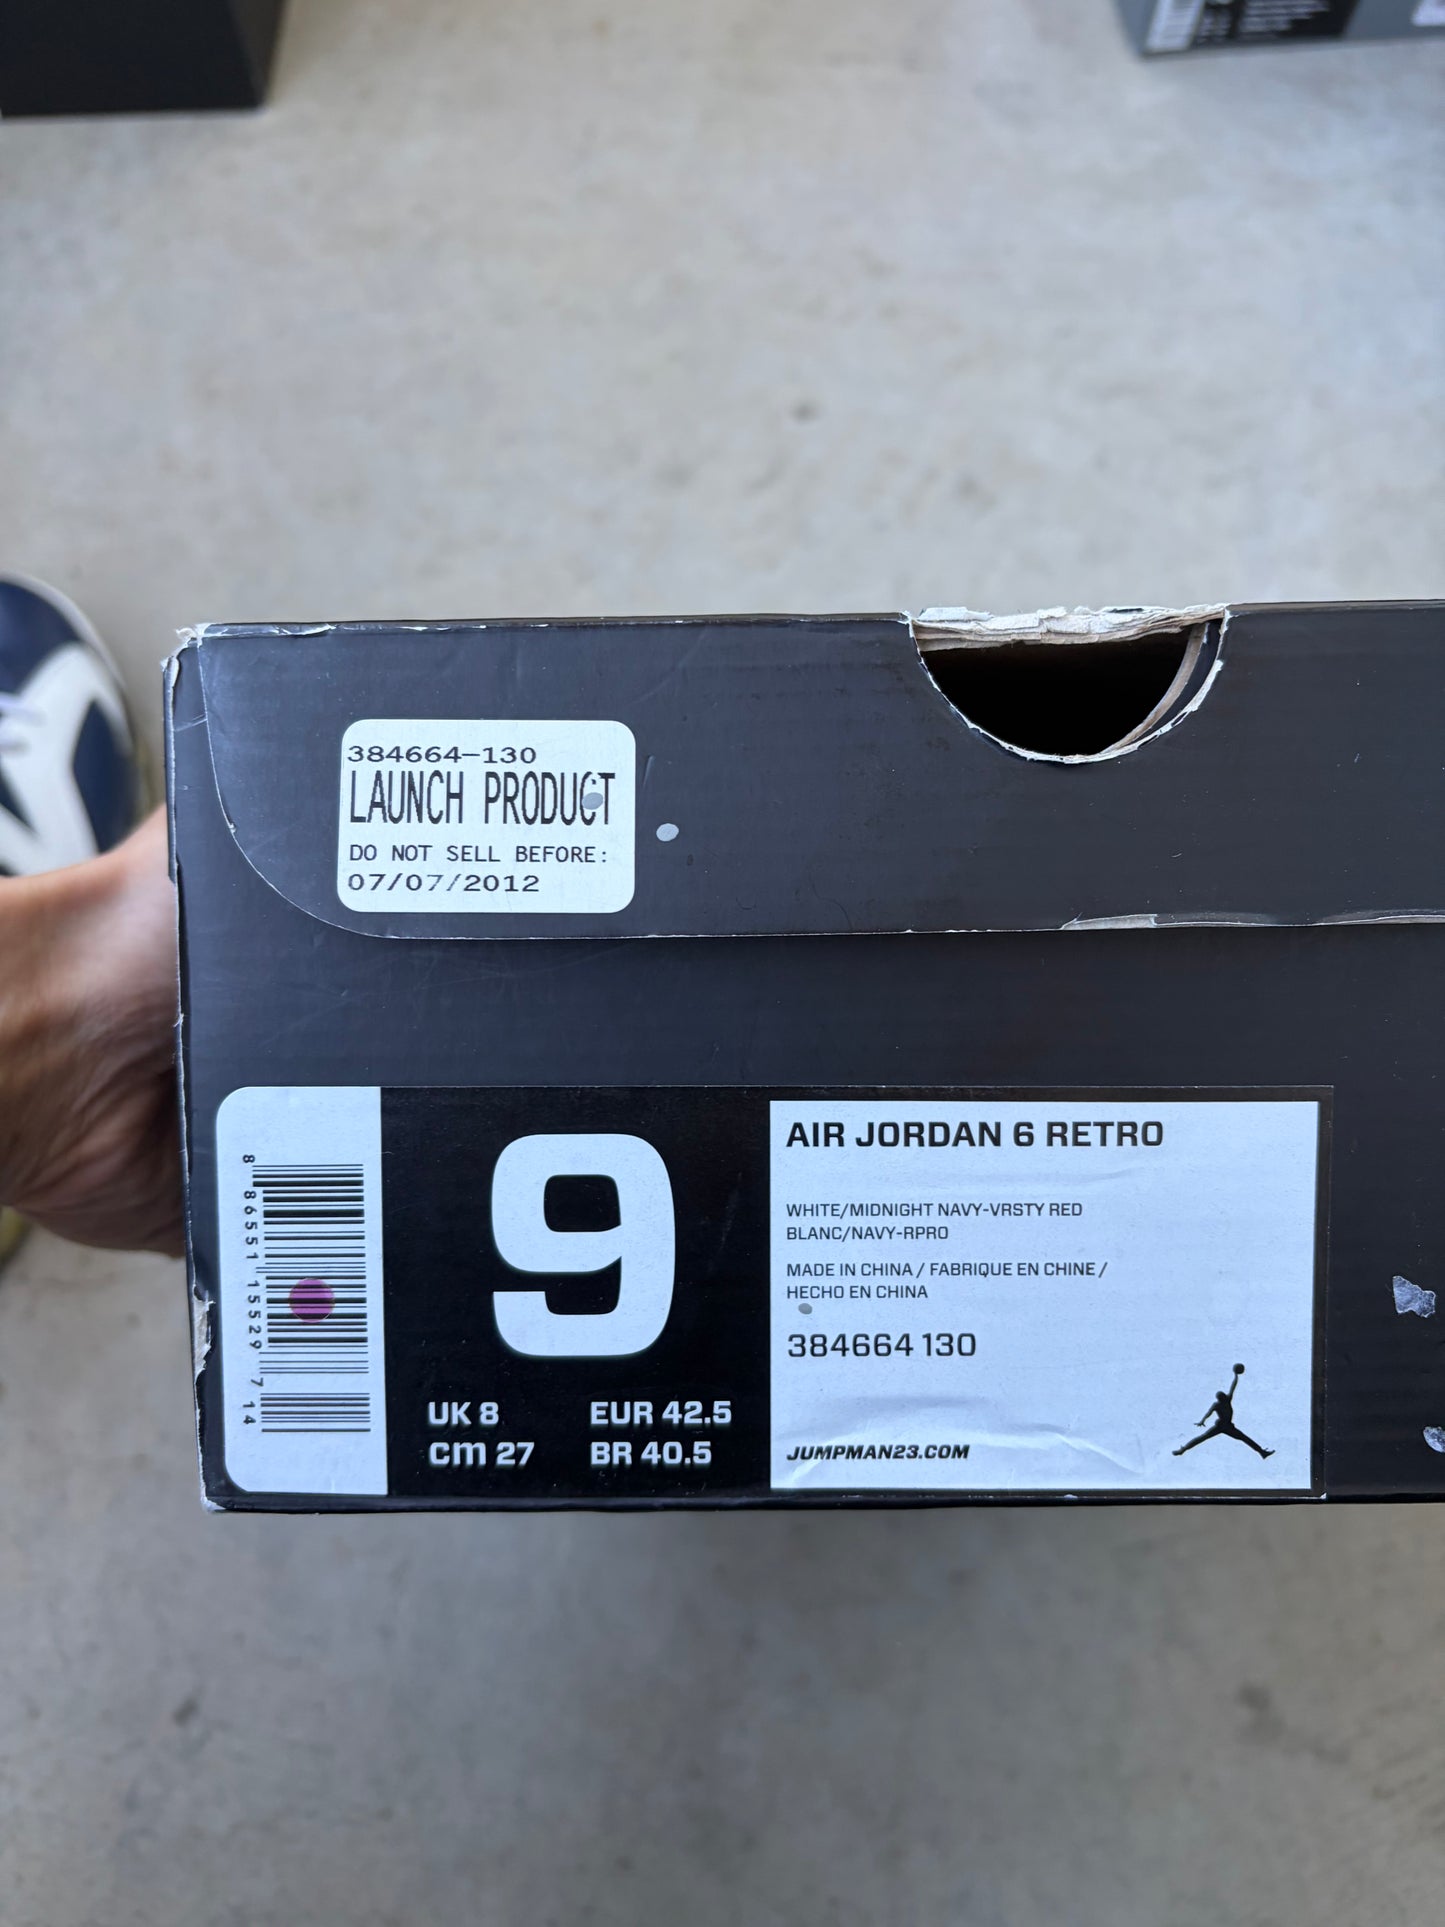 384664-130
LAUNCH PRODUCT
DO NOT SELL BEFORE:
07/07/2012
8 86551 15529 7 14
9
UK 8 EUR 42.5
cm 27 BR 40.5
AIR JORDAN 6 RETRO
WHITE/MIDNIGHT NAVY-VRSTY RED
BLANC/NAVY-RPRO
MADE IN CHINA / FABRIQUE EN CHINE /
HECHO EN CHINA
384664 130
JUMPMAN23.COM